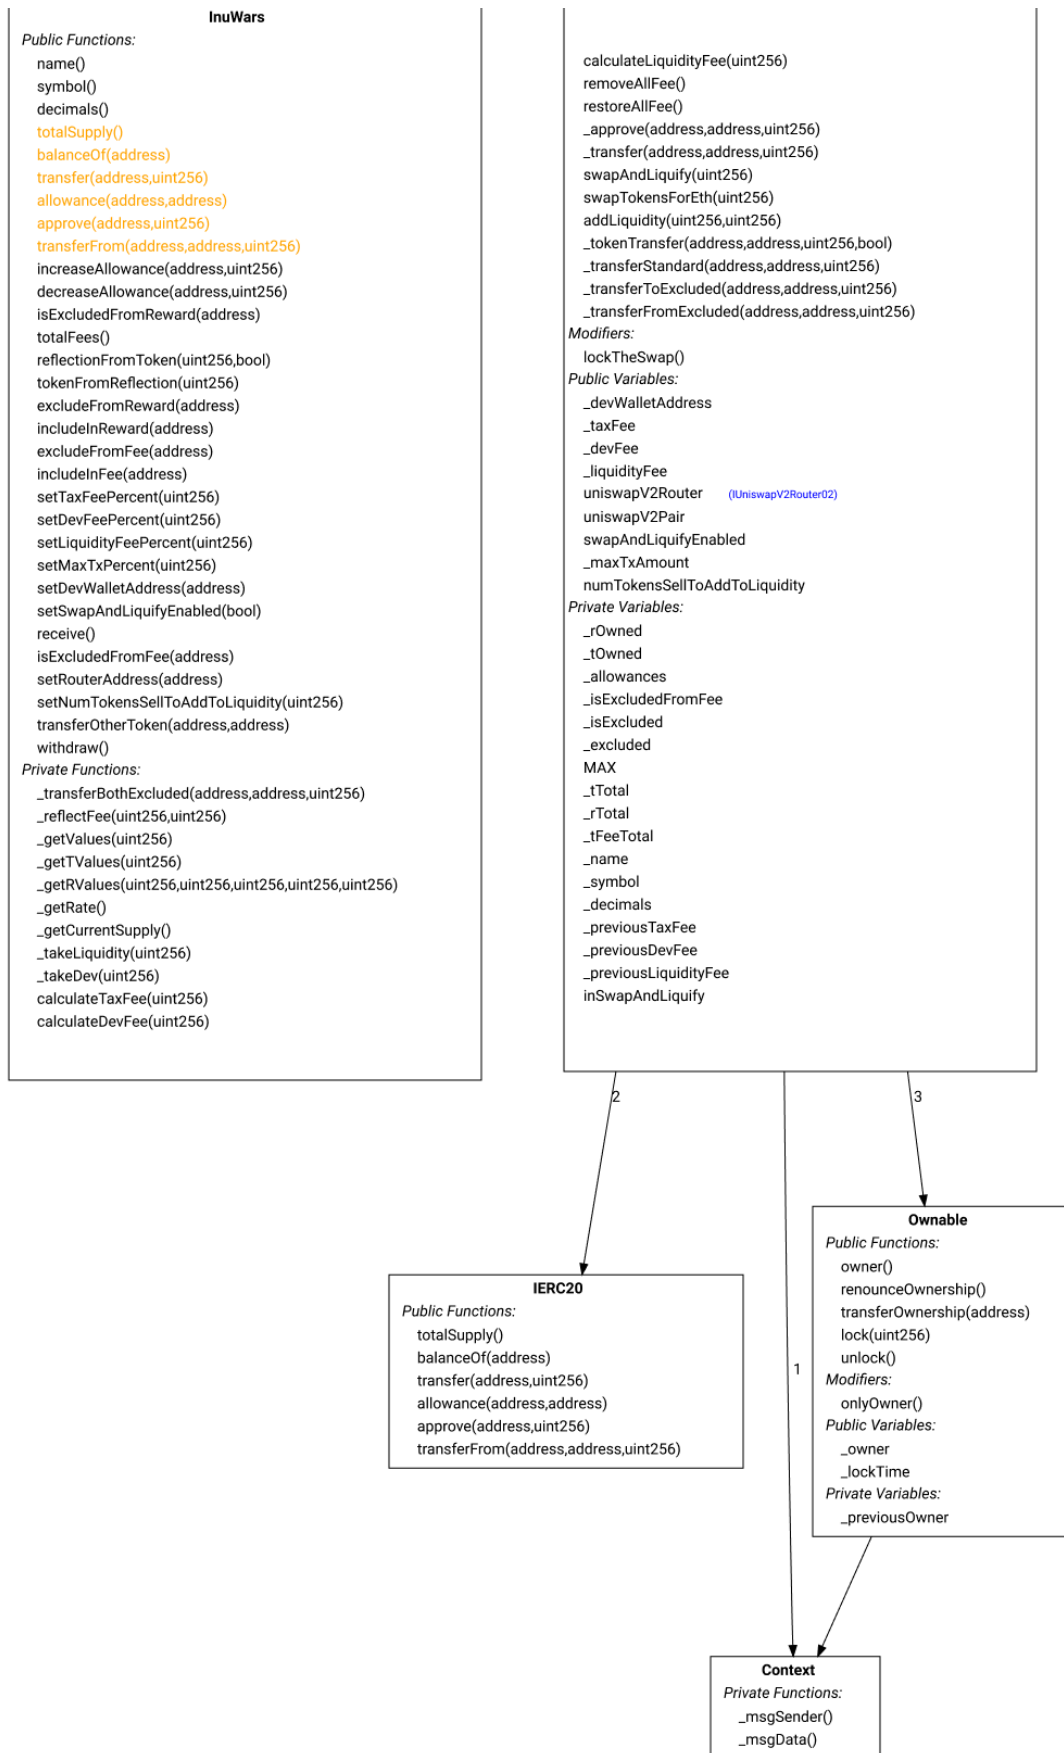 InuWars
Public Functions:
name()
symbol()
decimals()
totalSupply()
balanceOf(address)
transfer(address,uint256)
allowance(address,address)
approve(address,uint256)
transferFrom(address,address,uint256)
increaseAllowance(address,uint256)
decreaseAllowance(address,uint256)
isExcludedFromReward(address)
totalFees()
reflectionFromToken(uint256,bool)
tokenFromReflection(uint256)
excludeFromReward(address)
includeInReward(address)
excludeFromFee(address)
includeInFee(address)
setTaxFeePercent(uint256)
setDevFeePercent(uint256)
setLiquidityFeePercent(uint256)
setMaxTxPercent(uint256)
setDevWalletAddress(address)
setSwapAndLiquifyEnabled(bool)
receive()
isExcludedFromFee(address)
setRouterAddress(address)
setNumTokensSellToAddToLiquidity(uint256)
transferOtherToken(address,address)
withdraw()
Private Functions:
_transferBothExcluded(address,address,uint256)
_reflectFee(uint256,uint256)
_getValues(uint256)
_getTValues(uint256)
_getRValues(uint256,uint256,uint256,uint256,uint256)
_getRate()
_getCurrentSupply()
_takeLiquidity(uint256)
_takeDev(uint256)
calculateTaxFee(uint256)
calculateDevFee(uint256)
calculateLiquidityFee(uint256)
removeAllFee()
restoreAllFee()
_approve(address,address,uint256)
_transfer(address,address,uint256)
swapAndLiquify(uint256)
swapTokensForEth(uint256)
addLiquidity(uint256,uint256)
_tokenTransfer(address,address,uint256,bool)
_transferStandard(address,address,uint256)
_transferToExcluded(address,address,uint256)
_transferFromExcluded(address,address,uint256)
Modifiers:
lockTheSwap()
Public Variables:
_devWalletAddress
_taxFee
_devFee
_liquidityFee
uniswapV2Router (IUniswapV2Router02)
uniswapV2Pair
swapAndLiquifyEnabled
_maxTxAmount
numTokensSellToAddToLiquidity
Private Variables:
_rOwned
_tOwned
_allowances
_isExcludedFromFee
_isExcluded
_excluded
MAX
_tTotal
_rTotal
_tFeeTotal
_name
_symbol
_decimals
_previousTaxFee
_previousDevFee
_previousLiquidityFee
inSwapAndLiquify
2
3
1
IERC20
Public Functions:
totalSupply()
balanceOf(address)
transfer(address,uint256)
allowance(address,address)
approve(address,uint256)
transferFrom(address,address,uint256)
Ownable
Public Functions:
owner()
renounceOwnership()
transferOwnership(address)
lock(uint256)
unlock()
Modifiers:
onlyOwner()
Public Variables:
_owner
_lockTime
Private Variables:
_previousOwner
Context
Private Functions:
_msgSender()
_msgData()